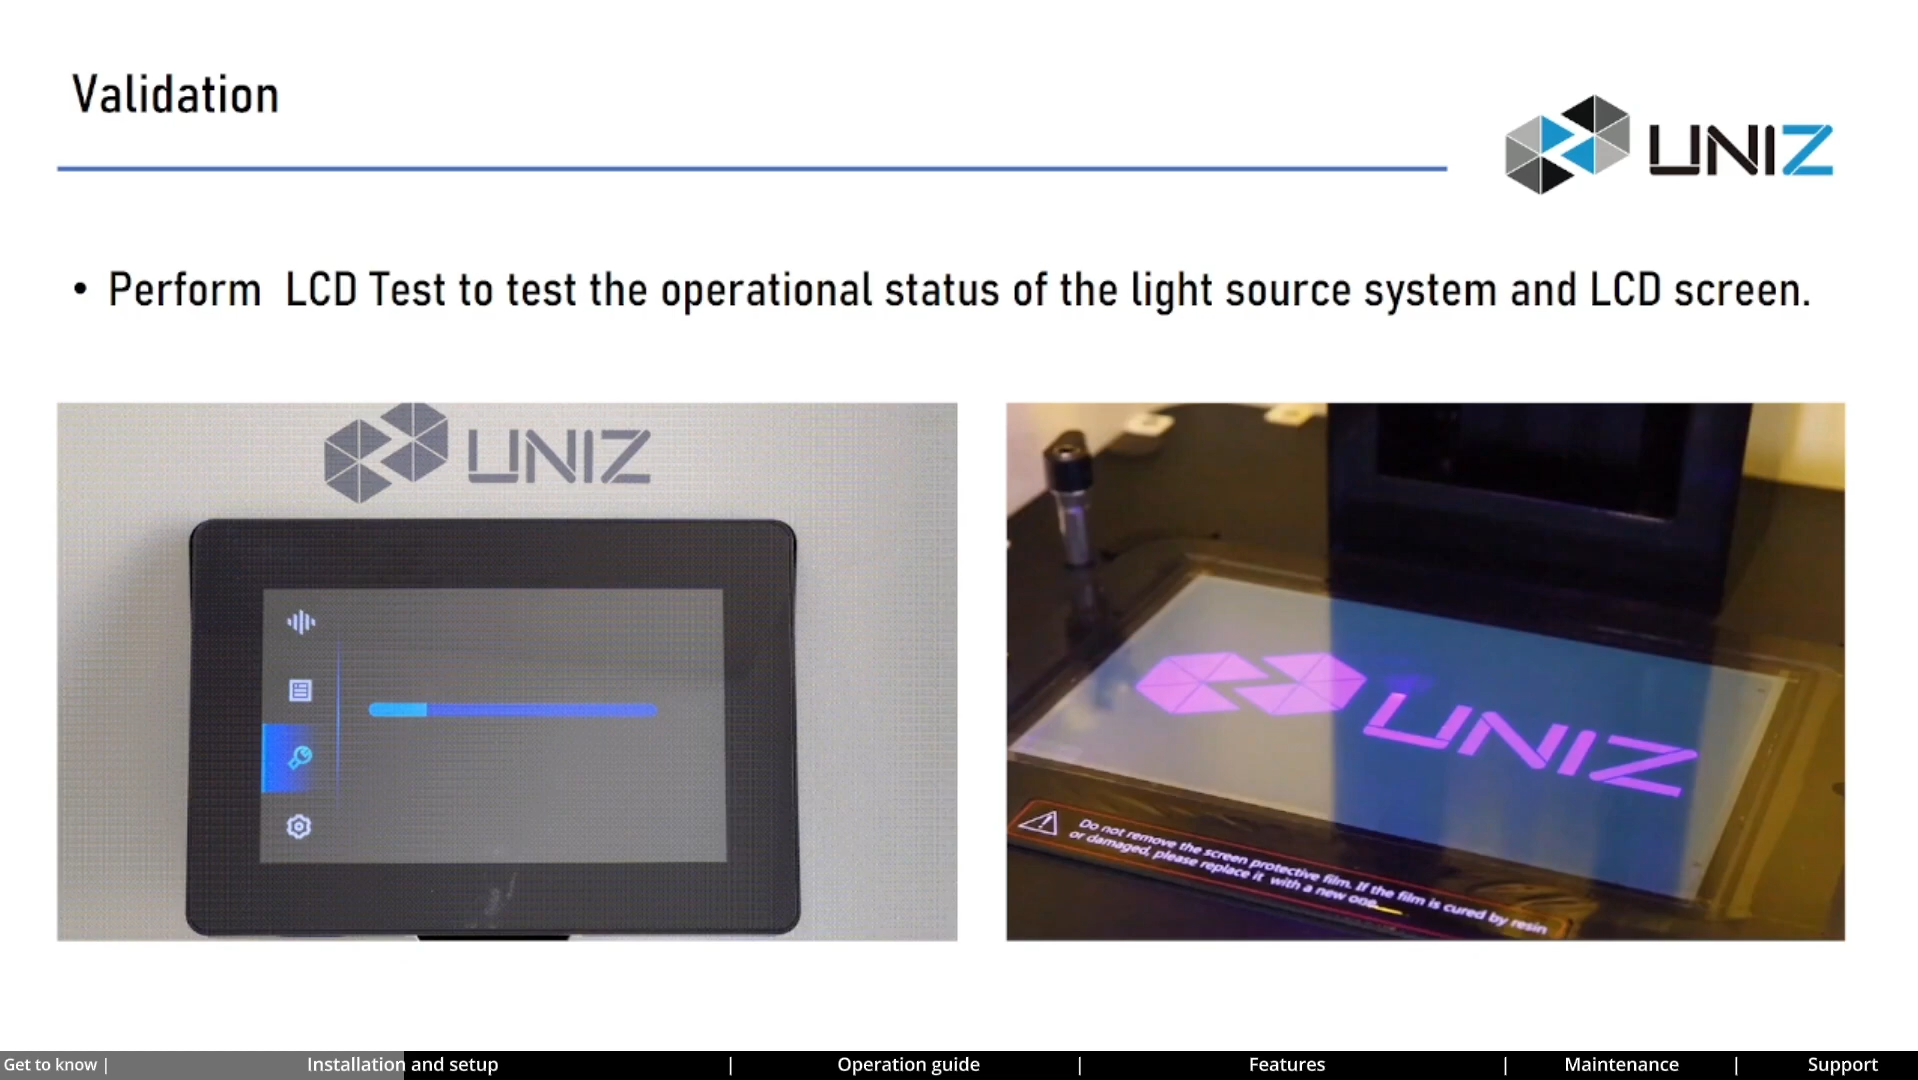 Validation
UNIZ
• Perform LCD Test to test the operational status of the light source system and LCD screen.
UNIZ
UNIZ
Do not remove the screen protective film. If the film is cured by resin
or damaged, please replace it with a new one.
Get to know | Installation and setup | Operation guide | Features | Maintenance | Support